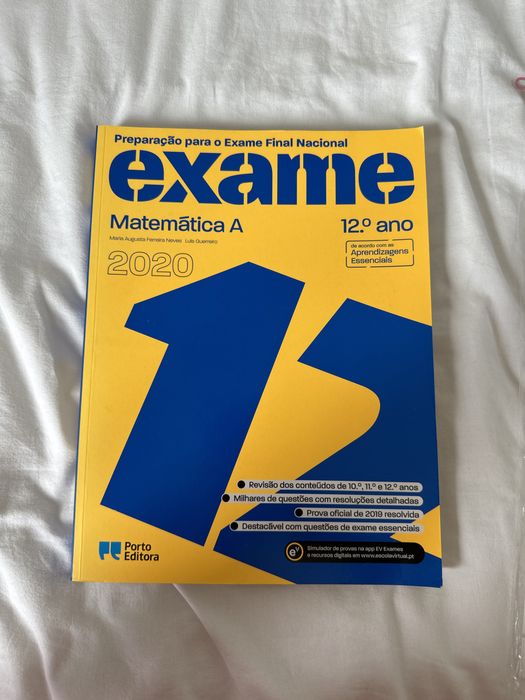 Preparação para o Exame Final Nacional
exame
Matemática A
12.º ano
Maria Augusta Ferreira Neves Luís Guerreiro
de acordo com as
Aprendizagens
Essenciais
2020
12
Revisão dos conteúdos de 10.º, 11.º e 12.º anos
Milhares de questões com resoluções detalhadas
Prova oficial de 2019 resolvida
Destacável com questões de exame essenciais
Porto
Editora
eV
Simulador de provas na app EV Exames
e recursos digitais em www.escolavirtual.pt